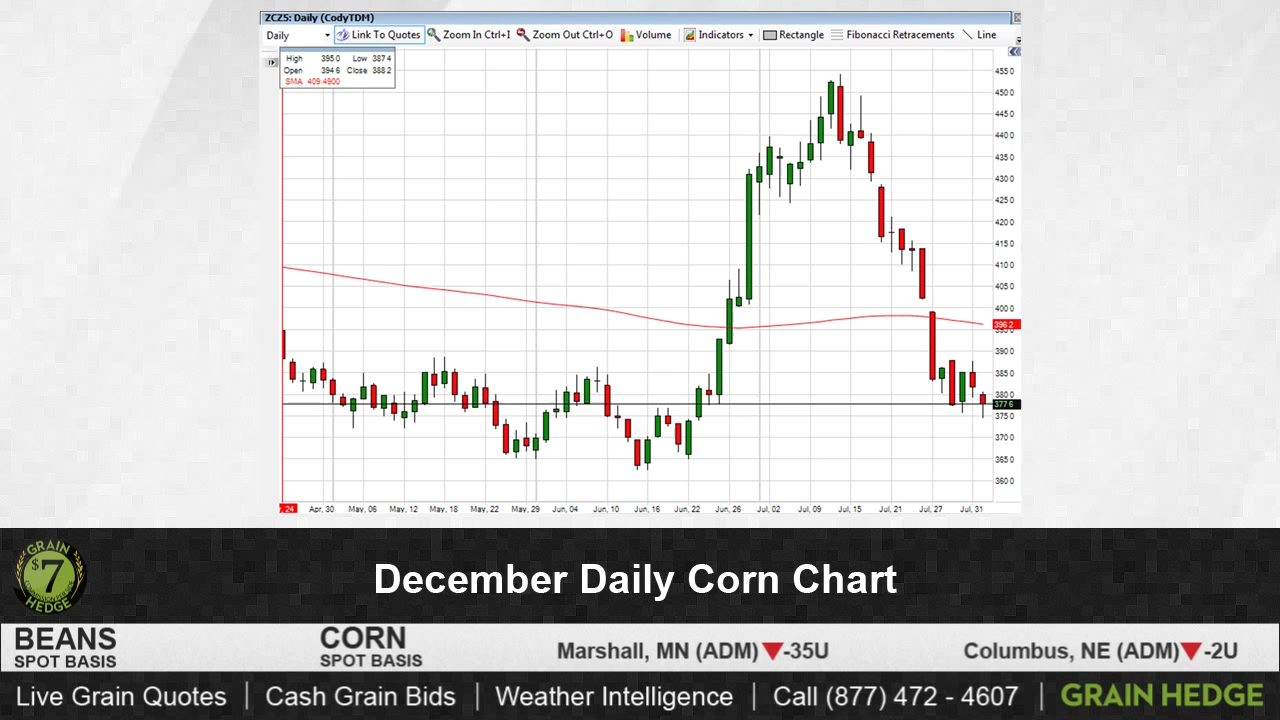 ZCZ5: Daily (CodyTDM)
Daily Link To Quotes Zoom In Ctrl+I Zoom Out Ctrl+O Volume Indicators Rectangle Fibonacci Retracements Line
High 395 0 Low 387 4
Open 394 6 Close 388 2
SMA 409.4900
455 0
450 0
445 0
440 0
435 0
430 0
425 0
420 0
415 0
410 0
405 0
400 0
396 2
390 0
385 0
380 0
377 6
375 0
370 0
365 0
360 0
, 24 Apr, 30 May, 06 May, 12 May, 18 May, 22 May, 29 Jun, 04 Jun, 10 Jun, 16 Jun, 22 Jun, 26 Jul, 02 Jul, 09 Jul, 15 Jul, 21 Jul, 27 Jul, 31
GRAIN
$7
HEDGE
December Daily Corn Chart
BEANS
SPOT BASIS
CORN
SPOT BASIS
Marshall, MN (ADM) ▼-35U
Columbus, NE (ADM) ▼-2U
Live Grain Quotes | Cash Grain Bids | Weather Intelligence | Call (877) 472 - 4607 | GRAIN HEDGE